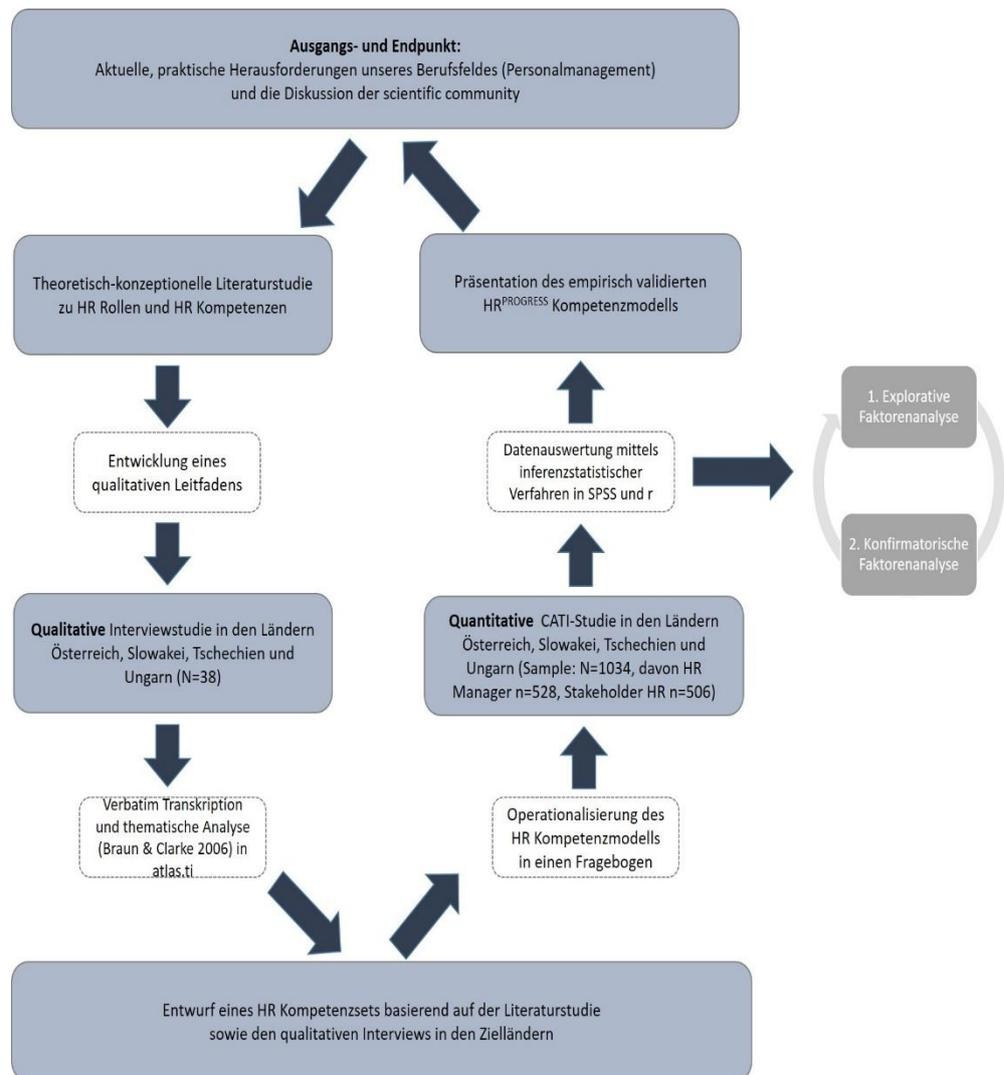 Ausgangs- und Endpunkt:
Aktuelle, praktische Herausforderungen unseres Berufsfeldes (Personalmanagement)
und die Diskussion der scientific community
Theoretisch-konzeptionelle Literaturstudie
zu HR Rollen und HR Kompetenzen
Entwicklung eines
qualitativen Leitfadens
Qualitative Interviewstudie in den Ländern
Österreich, Slowakei, Tschechien und
Ungarn (N=38)
Verbatim Transkription
und thematische Analyse
(Braun & Clarke 2006) in
atlas.ti
Entwurf eines HR Kompetenzsets basierend auf der Literaturstudie
sowie den qualitativen Interviews in den Zielländern
Operationalisierung des
HR Kompetenzmodells
in einen Fragebogen
Quantitative CATI-Studie in den Ländern
Österreich, Slowakei, Tschechien und
Ungarn (Sample: N=1034, davon HR
Manager n=528, Stakeholder HR n=506)
Datenauswertung mittels
inferenzstatistischer
Verfahren in SPSS und r
1. Explorative
Faktorenanalyse
2. Konfirmatorische
Faktorenanalyse
Präsentation des empirisch validierten
HRPROGRESS Kompetenzmodells